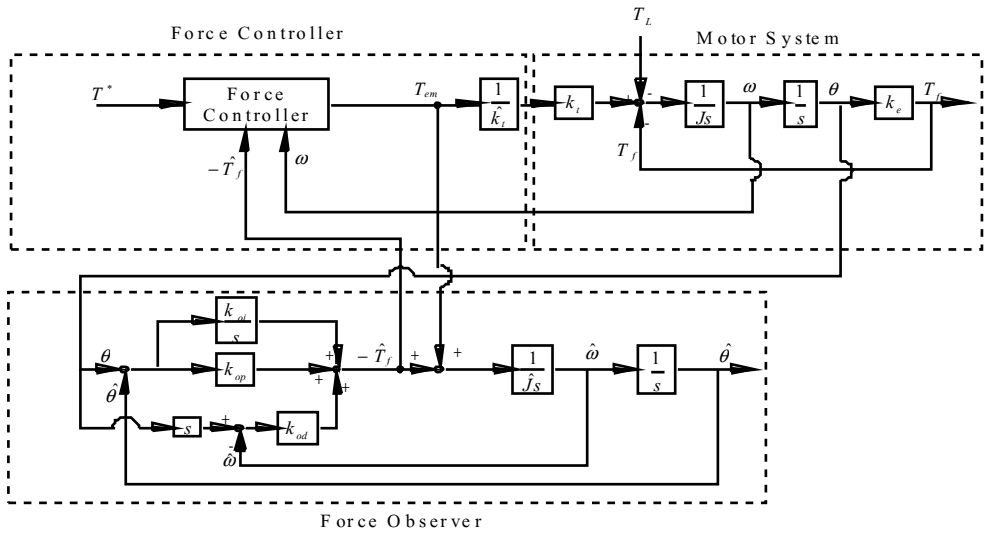 Force Controller
T_L
Motor System
T*
Force Controller
T_em
1/k̂_t
k_t
+
-
-
1/Js
ω
1/s
θ
k_e
T_f
T_f
−T̂_f
ω
k_oi/s
θ
k_op
+
+
+
−T̂_f
+
+
1/Ĵs
ω̂
1/s
θ̂
θ̂
s
+
-
k_od
ω̂
Force Observer